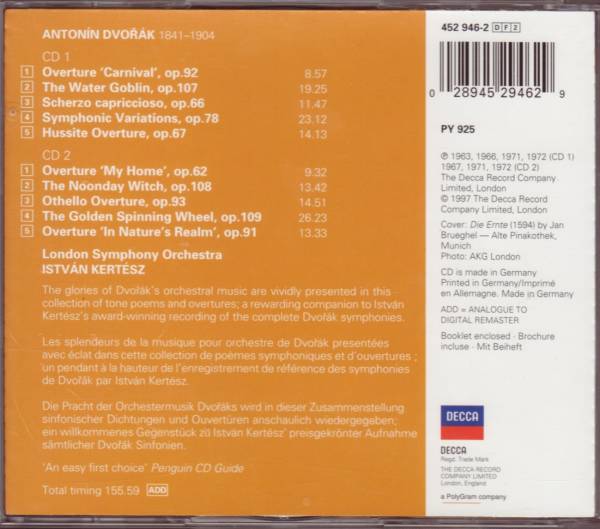 ANTONÍN DVOŘÁK 1841–1904
CD 1
1 Overture ‘Carnival’, op.92 8.57
2 The Water Goblin, op.107 19.25
3 Scherzo capriccioso, op.66 11.47
4 Symphonic Variations, op.78 23.12
5 Hussite Overture, op.67 14.13
CD 2
1 Overture ‘My Home’, op.62 9.32
2 The Noonday Witch, op.108 13.42
3 Othello Overture, op.93 14.51
4 The Golden Spinning Wheel, op.109 26.23
5 Overture ‘In Nature’s Realm’, op.91 13.33
London Symphony Orchestra
ISTVÁN KERTÉSZ
The glories of Dvořák’s orchestral music are vividly presented in this
collection of tone poems and overtures; a rewarding companion to István
Kertész’s award-winning recording of the complete Dvořák symphonies.
Les splendeurs de la musique pour orchestre de Dvořák presentées
avec éclat dans cette collection de poèmes symphoniques et d’ouvertures ;
un pendant à la hauteur de l’enregistrement de référence des symphonies
de Dvořák par István Kertész.
Die Pracht der Orchestermusik Dvořáks wird in dieser Zusammenstellung
sinfonischer Dichtungen und Ouvertüren anschaulich wiedergegeben;
ein willkommenes Gegenstück zü István Kertész’ preisgekrönter Aufnahme
sämtlicher Dvořák Sinfonien.
‘An easy first choice’ Penguin CD Guide
Total timing 155.59 ADD
452 946-2 DF2
0 28945 29462 9
PY 925
℗ 1963, 1966, 1971, 1972 (CD 1)
1967, 1971, 1972 (CD 2)
The Decca Record Company
Limited, London
© 1997 The Decca Record
Company Limited, London
Cover: Die Ernte (1594) by Jan
Brueghel — Alte Pinakothek,
Munich
Photo: AKG London
CD is made in Germany
Printed in Germany/Imprimé
en Allemagne. Made in Germany
ADD = ANALOGUE TO
DIGITAL REMASTER
Booklet enclosed · Brochure
incluse · Mit Beiheft
DECCA
DECCA
Regd. Trade Mark
THE DECCA RECORD
COMPANY LIMITED
London, England
a PolyGram company